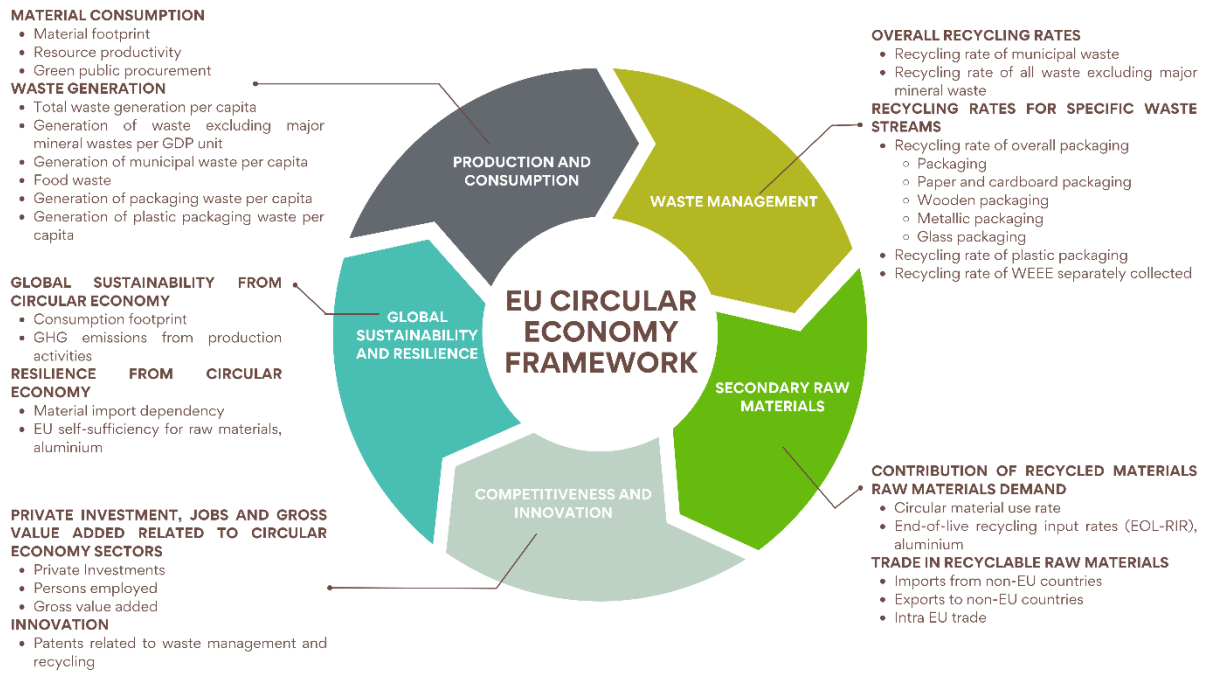 MATERIAL CONSUMPTION
• Material footprint
• Resource productivity
• Green public procurement
WASTE GENERATION
• Total waste generation per capita
• Generation of waste excluding major
mineral wastes per GDP unit
• Generation of municipal waste per capita
• Food waste
• Generation of packaging waste per capita
• Generation of plastic packaging waste per
capita
GLOBAL SUSTAINABILITY FROM
CIRCULAR ECONOMY
• Consumption footprint
• GHG emissions from production
activities
RESILIENCE FROM CIRCULAR
ECONOMY
• Material import dependency
• EU self-sufficiency for raw materials,
aluminium
PRIVATE INVESTMENT, JOBS AND GROSS
VALUE ADDED RELATED TO CIRCULAR
ECONOMY SECTORS
• Private Investments
• Persons employed
• Gross value added
INNOVATION
• Patents related to waste management and
recycling
PRODUCTION AND
CONSUMPTION
WASTE MANAGEMENT
GLOBAL
SUSTAINABILITY
AND RESILIENCE
EU CIRCULAR
ECONOMY
FRAMEWORK
SECONDARY RAW
MATERIALS
COMPETITIVENESS AND
INNOVATION
OVERALL RECYCLING RATES
• Recycling rate of municipal waste
• Recycling rate of all waste excluding major
mineral waste
RECYCLING RATES FOR SPECIFIC WASTE
STREAMS
• Recycling rate of overall packaging
○ Packaging
○ Paper and cardboard packaging
○ Wooden packaging
○ Metallic packaging
○ Glass packaging
• Recycling rate of plastic packaging
• Recycling rate of WEEE separately collected
CONTRIBUTION OF RECYCLED MATERIALS
RAW MATERIALS DEMAND
• Circular material use rate
• End-of-live recycling input rates (EOL-RIR),
aluminium
TRADE IN RECYCLABLE RAW MATERIALS
• Imports from non-EU countries
• Exports to non-EU countries
• Intra EU trade